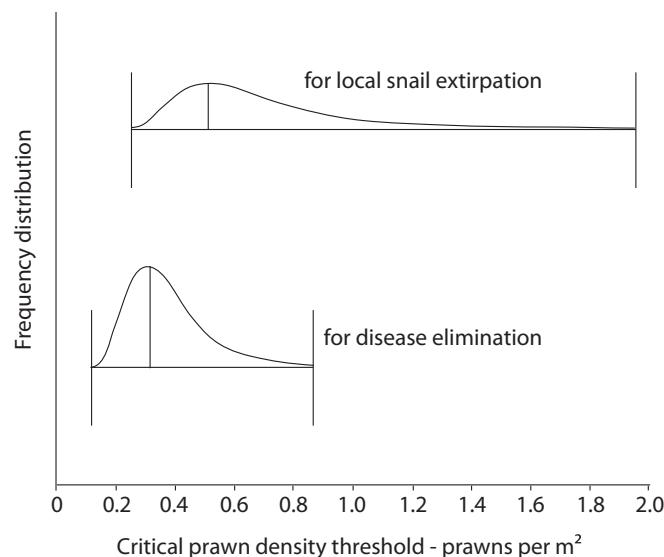 for local snail extirpation
Frequency distribution
for disease elimination
0 0.2 0.4 0.6 0.8 1.0 1.2 1.4 1.6 1.8 2.0
Critical prawn density threshold - prawns per m²